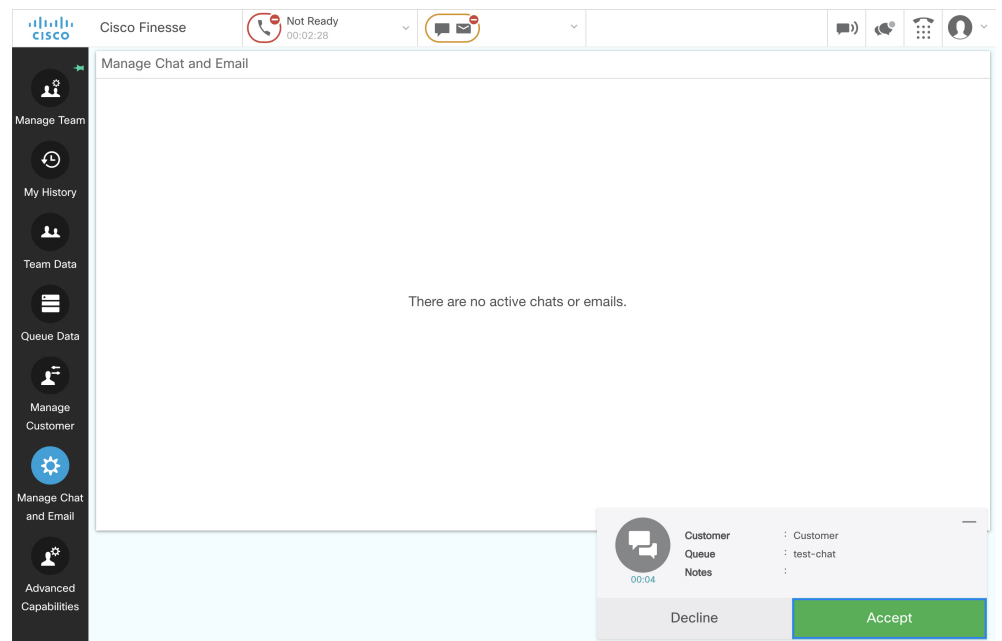 CISCO
Cisco Finesse
Not Ready
00:02:28
Manage Chat and Email
Manage Team
My History
Team Data
Queue Data
Manage
Customer
Manage Chat
and Email
Advanced
Capabilities
There are no active chats or emails.
Customer : Customer
Queue : test-chat
Notes :
00:04
Decline
Accept